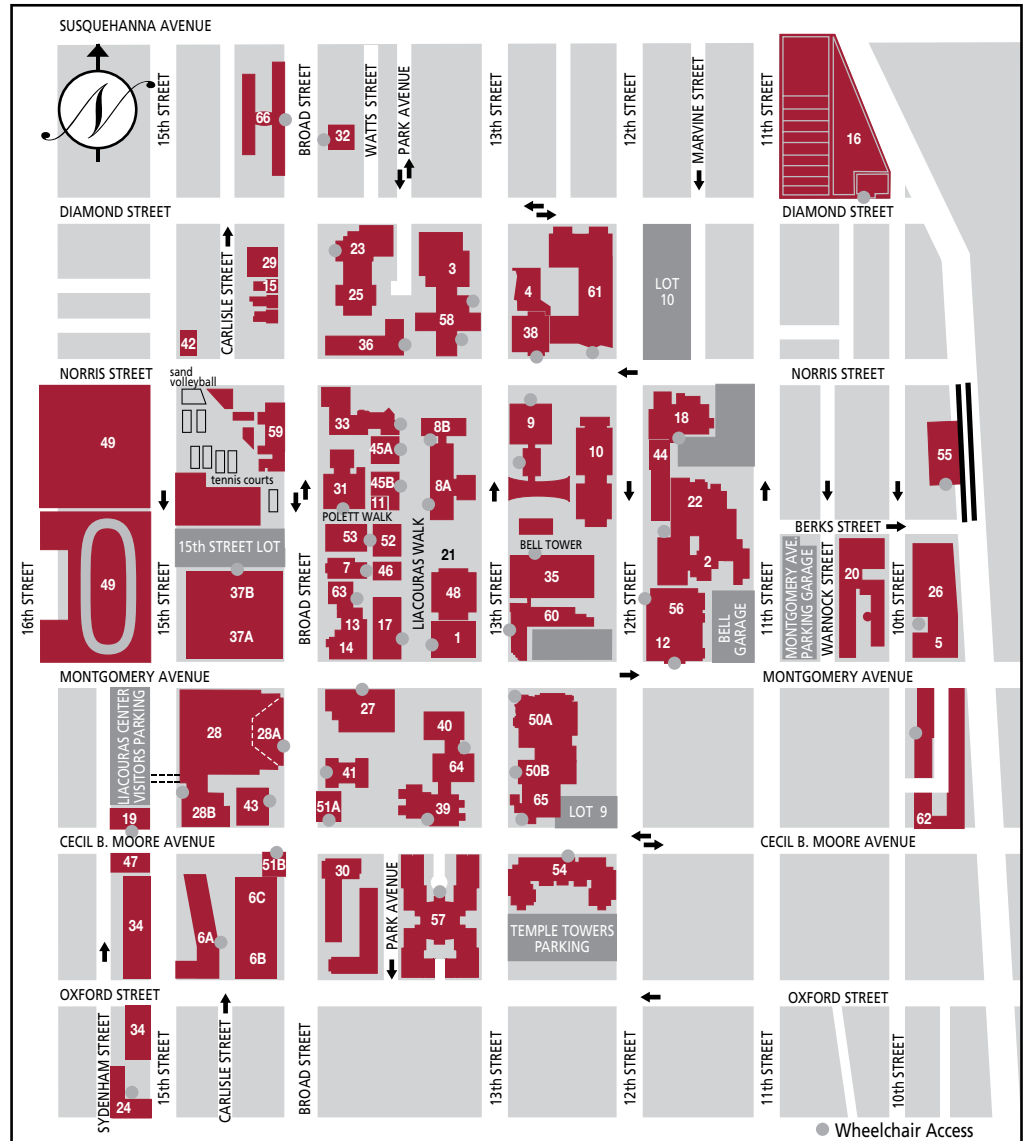 SUSQUEHANNA AVENUE
N
15th STREET
BROAD STREET
WATTS STREET
PARK AVENUE
13th STREET
12th STREET
MARVINE STREET
11th STREET
66
32
16
DIAMOND STREET
DIAMOND STREET
CARLISLE STREET
29
15
42
23
25
36
3
58
4
38
61
LOT
10
NORRIS STREET
NORRIS STREET
sand
volleyball
tennis courts
49
59
33
45A
45B
31
11
8B
8A
9
10
18
44
22
2
55
POLETT WALK
BERKS STREET
15th STREET LOT
53
52
7
46
63
13
14
17
LIACOURAS WALK
21
48
1
BELL TOWER
35
60
56
12
BELL
GARAGE
MONTGOMERY AVE.
PARKING GARAGE
WARNOCK STREET
20
10th STREET
26
5
16th STREET
49
15th STREET
37B
37A
BROAD STREET
13th STREET
12th STREET
11th STREET
MONTGOMERY AVENUE
MONTGOMERY AVENUE
LIACOURAS CENTER
VISITORS PARKING
19
28
28A
28B
43
27
41
51A
40
64
39
50A
50B
65
LOT 9
62
CECIL B. MOORE AVENUE
CECIL B. MOORE AVENUE
47
34
6A
51B
6C
6B
30
PARK AVENUE
57
54
TEMPLE TOWERS
PARKING
OXFORD STREET
OXFORD STREET
34
24
SYDENHAM STREET
15th STREET
CARLISLE STREET
BROAD STREET
13th STREET
12th STREET
11th STREET
10th STREET
Wheelchair Access